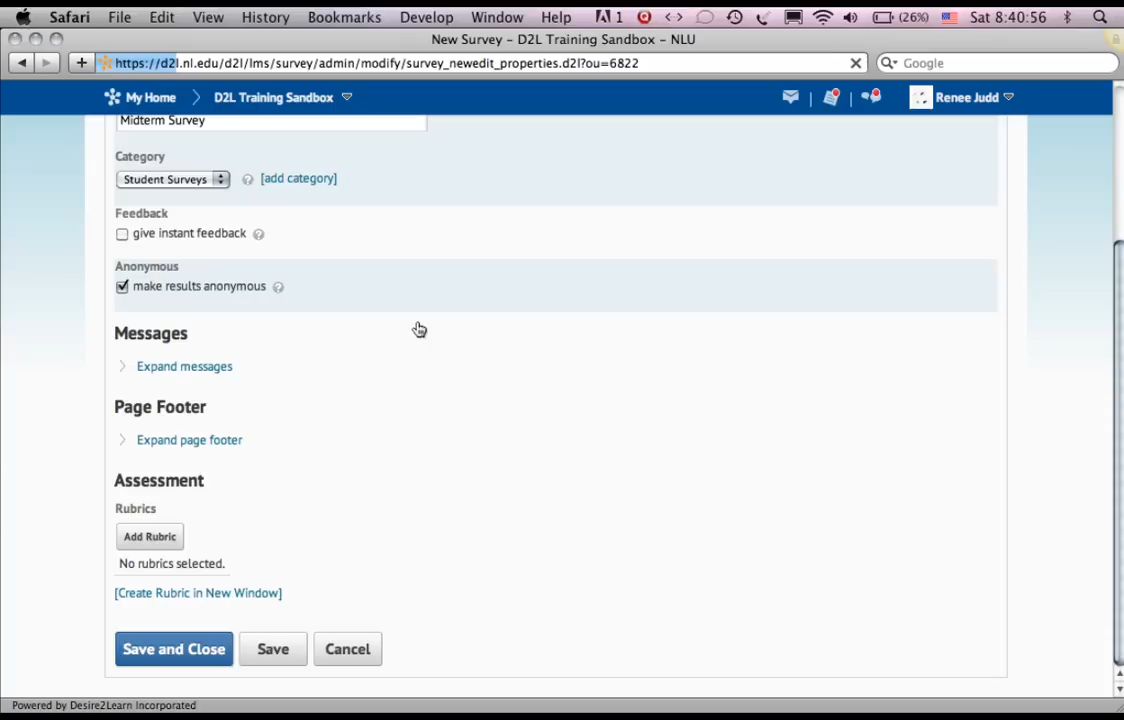 Safari File Edit View History Bookmarks Develop Window Help 1 (26%) Sat 8:40:56
New Survey – D2L Training Sandbox – NLU
https://d2l.nl.edu/d2l/lms/survey/admin/modify/survey_newedit_properties.d2l?ou=6822 Google
My Home D2L Training Sandbox Renee Judd
Midterm Survey
Category
Student Surveys [add category]
Feedback
give instant feedback
Anonymous
make results anonymous
Messages
Expand messages
Page Footer
Expand page footer
Assessment
Rubrics
Add Rubric
No rubrics selected.
[Create Rubric in New Window]
Save and Close Save Cancel
Powered by Desire2Learn Incorporated